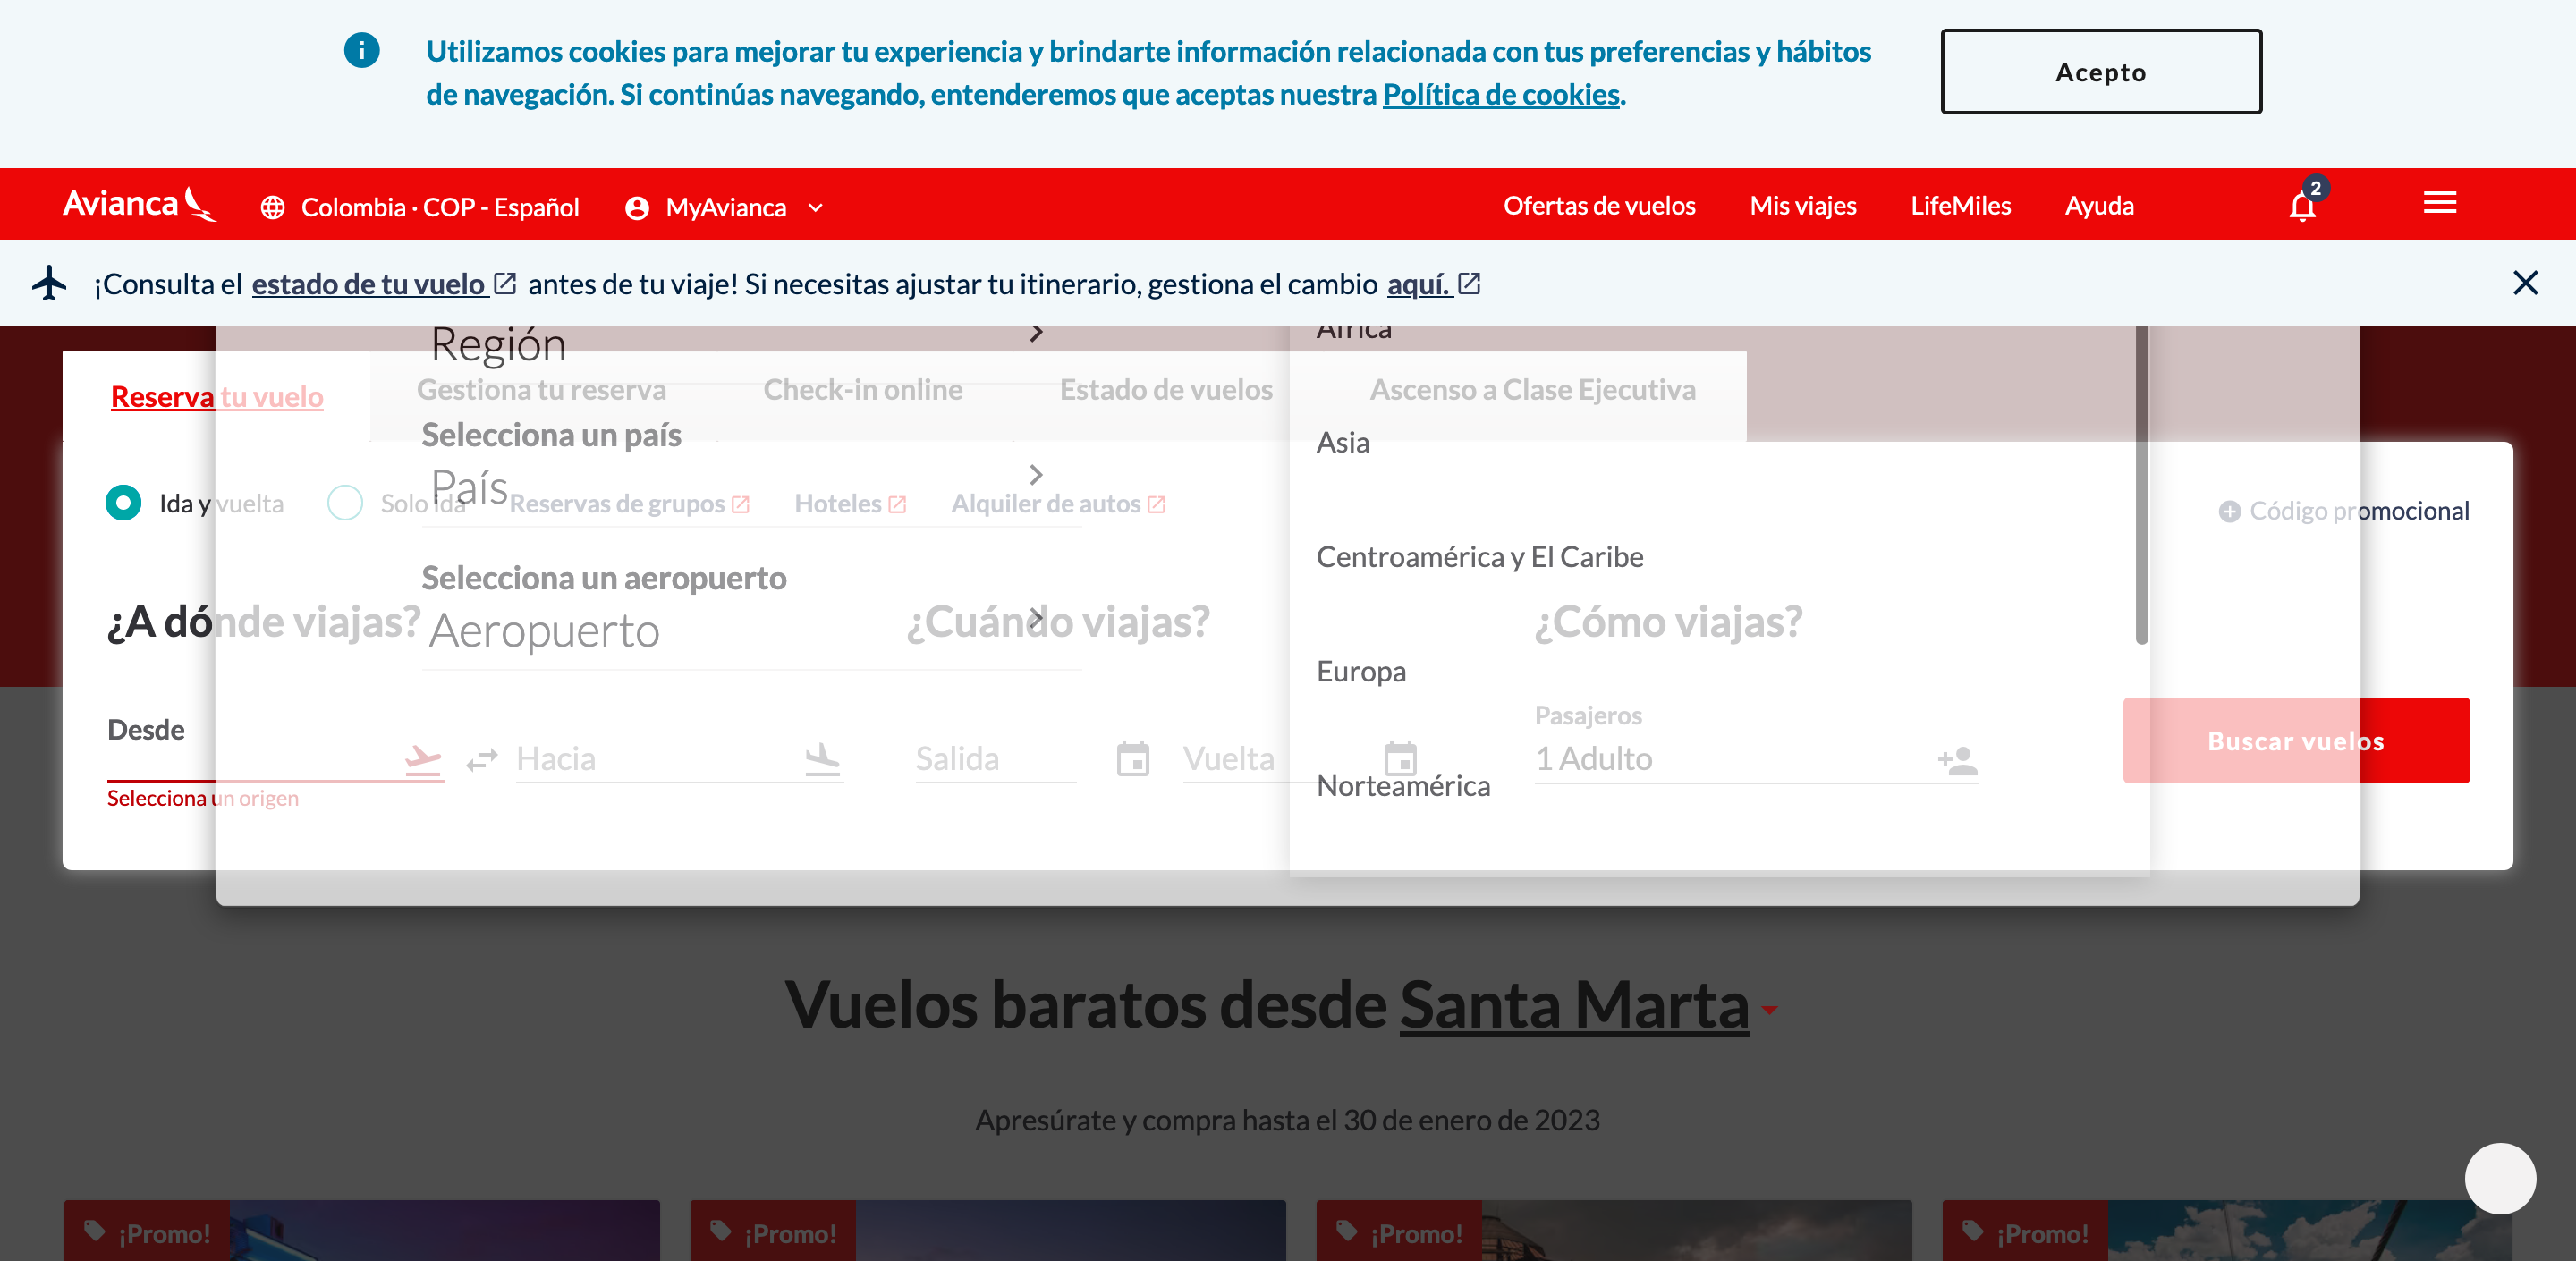 Utilizamos cookies para mejorar tu experiencia y brindarte información relacionada con tus preferencias y hábitos
de navegación. Si continúas navegando, entenderemos que aceptas nuestra Política de cookies.
Acepto
Avianca
Colombia · COP - Español
MyAvianca
Ofertas de vuelos
Mis viajes
LifeMiles
Ayuda
2
¡Consulta el estado de tu vuelo antes de tu viaje! Si necesitas ajustar tu itinerario, gestiona el cambio aquí.
Región
África
Reserva tu vuelo
Gestiona tu reserva
Check-in online
Estado de vuelos
Ascenso a Clase Ejecutiva
Selecciona un país
País
Asia
Ida y vuelta
Solo ida
Reservas de grupos
Hoteles
Alquiler de autos
Código promocional
Centroamérica y El Caribe
Selecciona un aeropuerto
Aeropuerto
¿A dónde viajas?
¿Cuándo viajas?
¿Cómo viajas?
Europa
Desde
Hacia
Salida
Vuelta
Pasajeros
1 Adulto
Buscar vuelos
Norteamérica
Selecciona un origen
Vuelos baratos desde Santa Marta
Apresúrate y compra hasta el 30 de enero de 2023
¡Promo!
¡Promo!
¡Promo!
¡Promo!